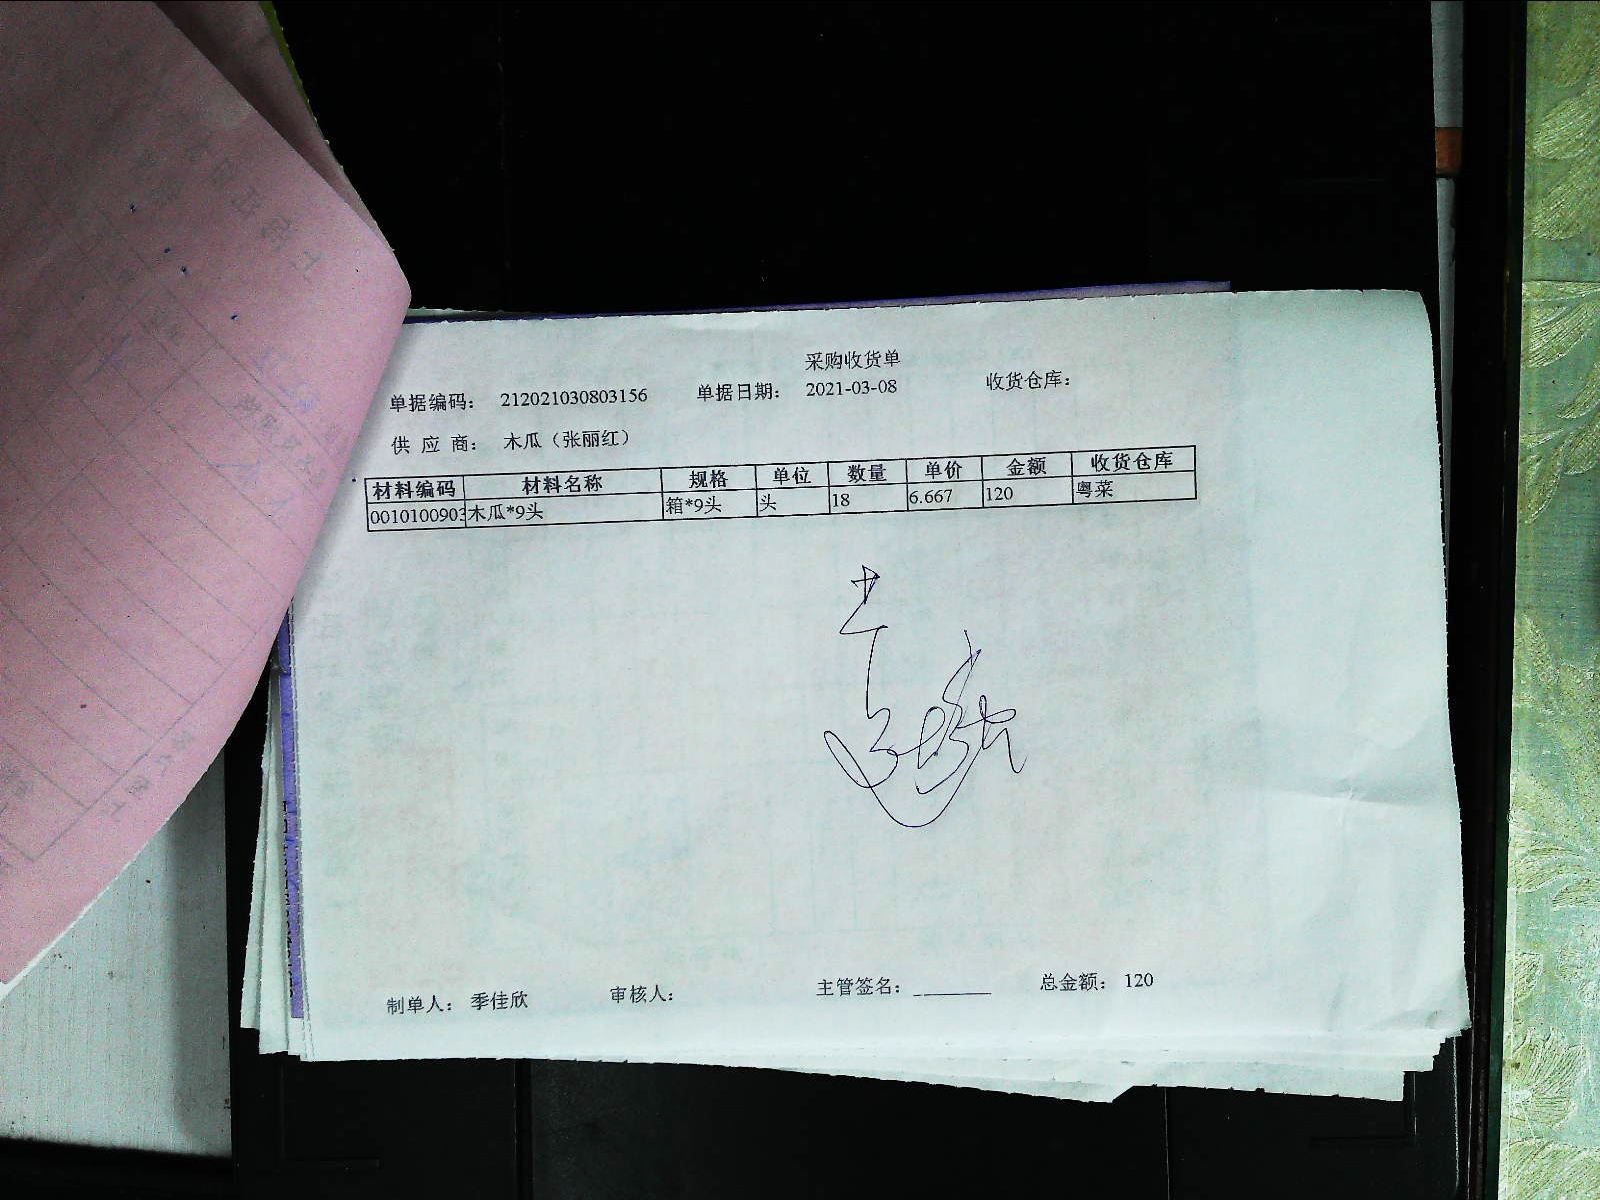 采购收货单
单据编码: 212021030803156 单据日期: 2021-03-08 收货仓库:
供 应 商: 木瓜（张丽红）
材料编码 材料名称 规格 单位 数量 单价 金额 收货仓库
0010100903 木瓜*9头 箱*9头 头 18 6.667 120 粤菜
制单人: 季佳欣 审核人: 主管签名: ________ 总金额: 120